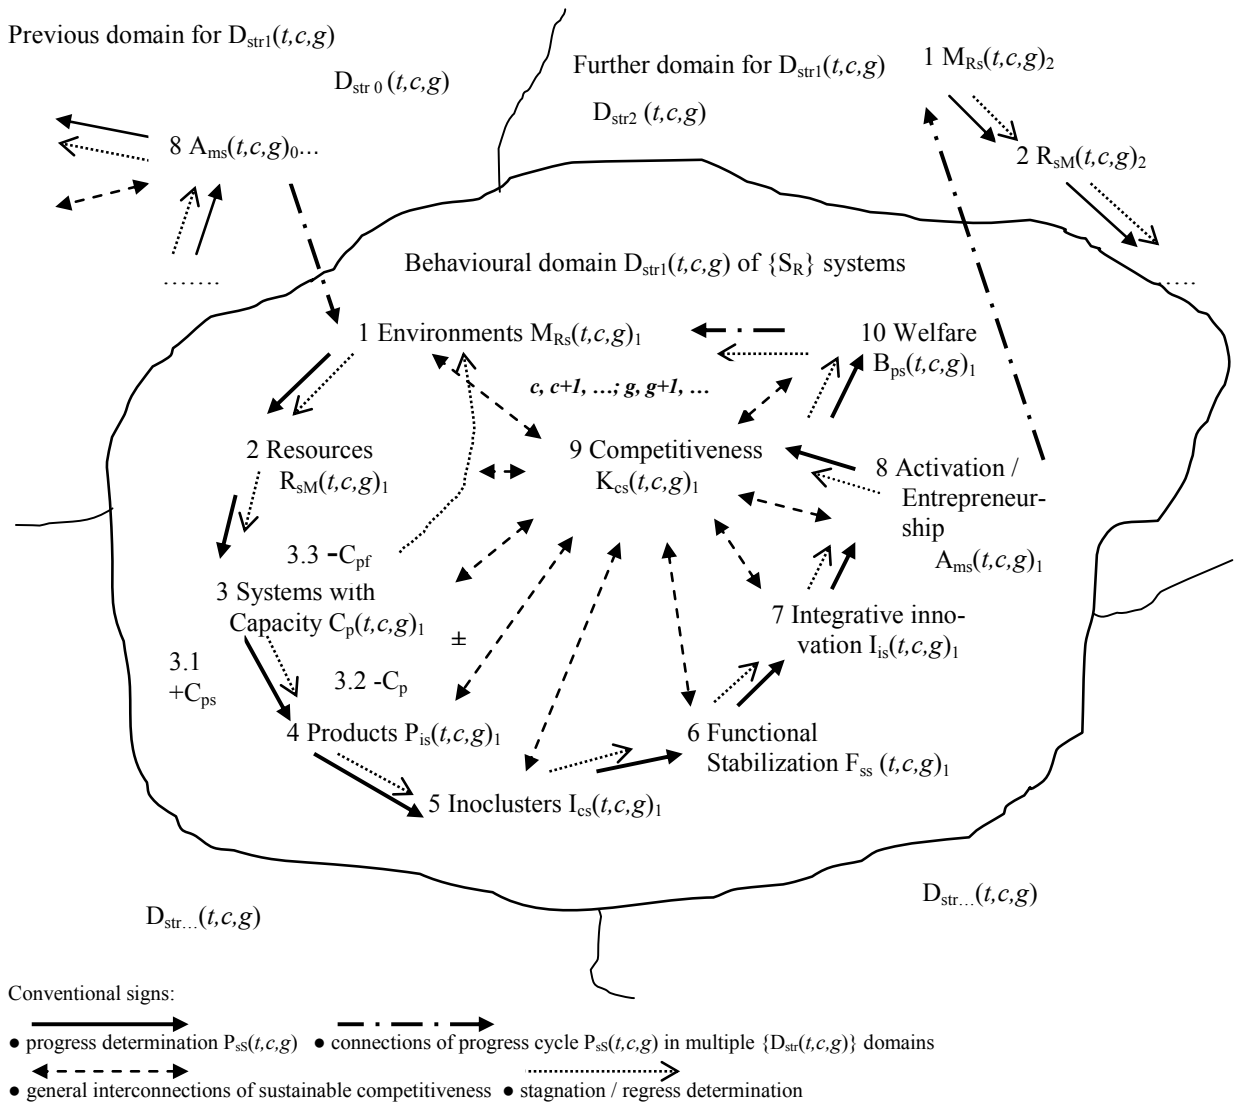 Previous domain for D_str1(t,c,g)
D_str 0 (t,c,g)
Further domain for D_str1(t,c,g)
D_str2 (t,c,g)
1 M_Rs(t,c,g)_2
8 A_ms(t,c,g)_0...
2 R_sM(t,c,g)_2
.......
.......
Behavioural domain D_str1(t,c,g) of {S_R} systems
1 Environments M_Rs(t,c,g)_1
10 Welfare
B_ps(t,c,g)_1
c, c+1, …; g, g+1, …
2 Resources
R_sM(t,c,g)_1
9 Competitiveness
K_cs(t,c,g)_1
8 Activation /
Entrepreneur-
ship
A_ms(t,c,g)_1
3.3 -C_pf
3 Systems with
Capacity C_p(t,c,g)_1
±
7 Integrative inno-
vation I_is(t,c,g)_1
3.1
+C_ps
3.2 -C_p
4 Products P_is(t,c,g)_1
6 Functional
Stabilization F_ss (t,c,g)_1
5 Inoclusters I_cs(t,c,g)_1
D_str…(t,c,g)
D_str…(t,c,g)
Conventional signs:
● progress determination P_sS(t,c,g) ● connections of progress cycle P_sS(t,c,g) in multiple {D_str(t,c,g)} domains
● general interconnections of sustainable competitiveness ● stagnation / regress determination